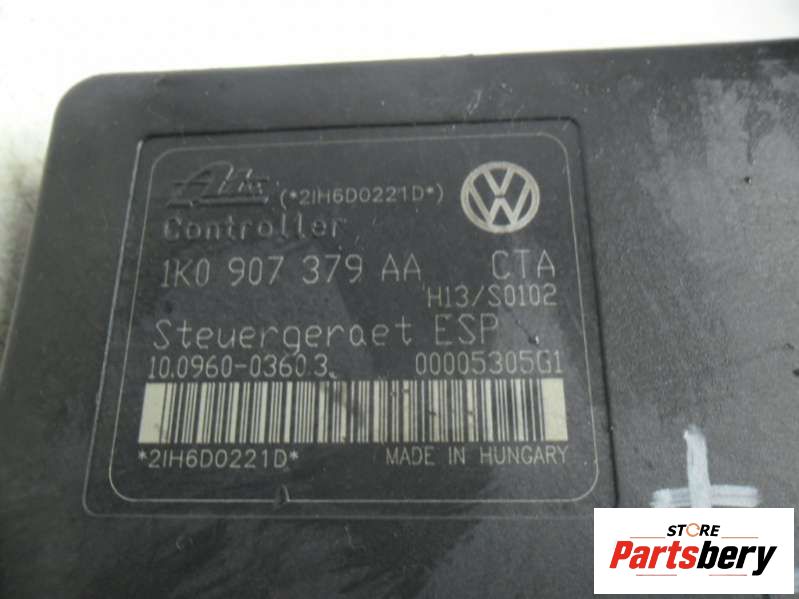 Ate (*2IH6D0221D*)
Controller
1K0 907 379 AA CTA
H13/S0102
Steuergeraet ESP
10.0960-0360.3 00005305G1
*2IH6D0221D* MADE IN HUNGARY
STORE
Partsbery